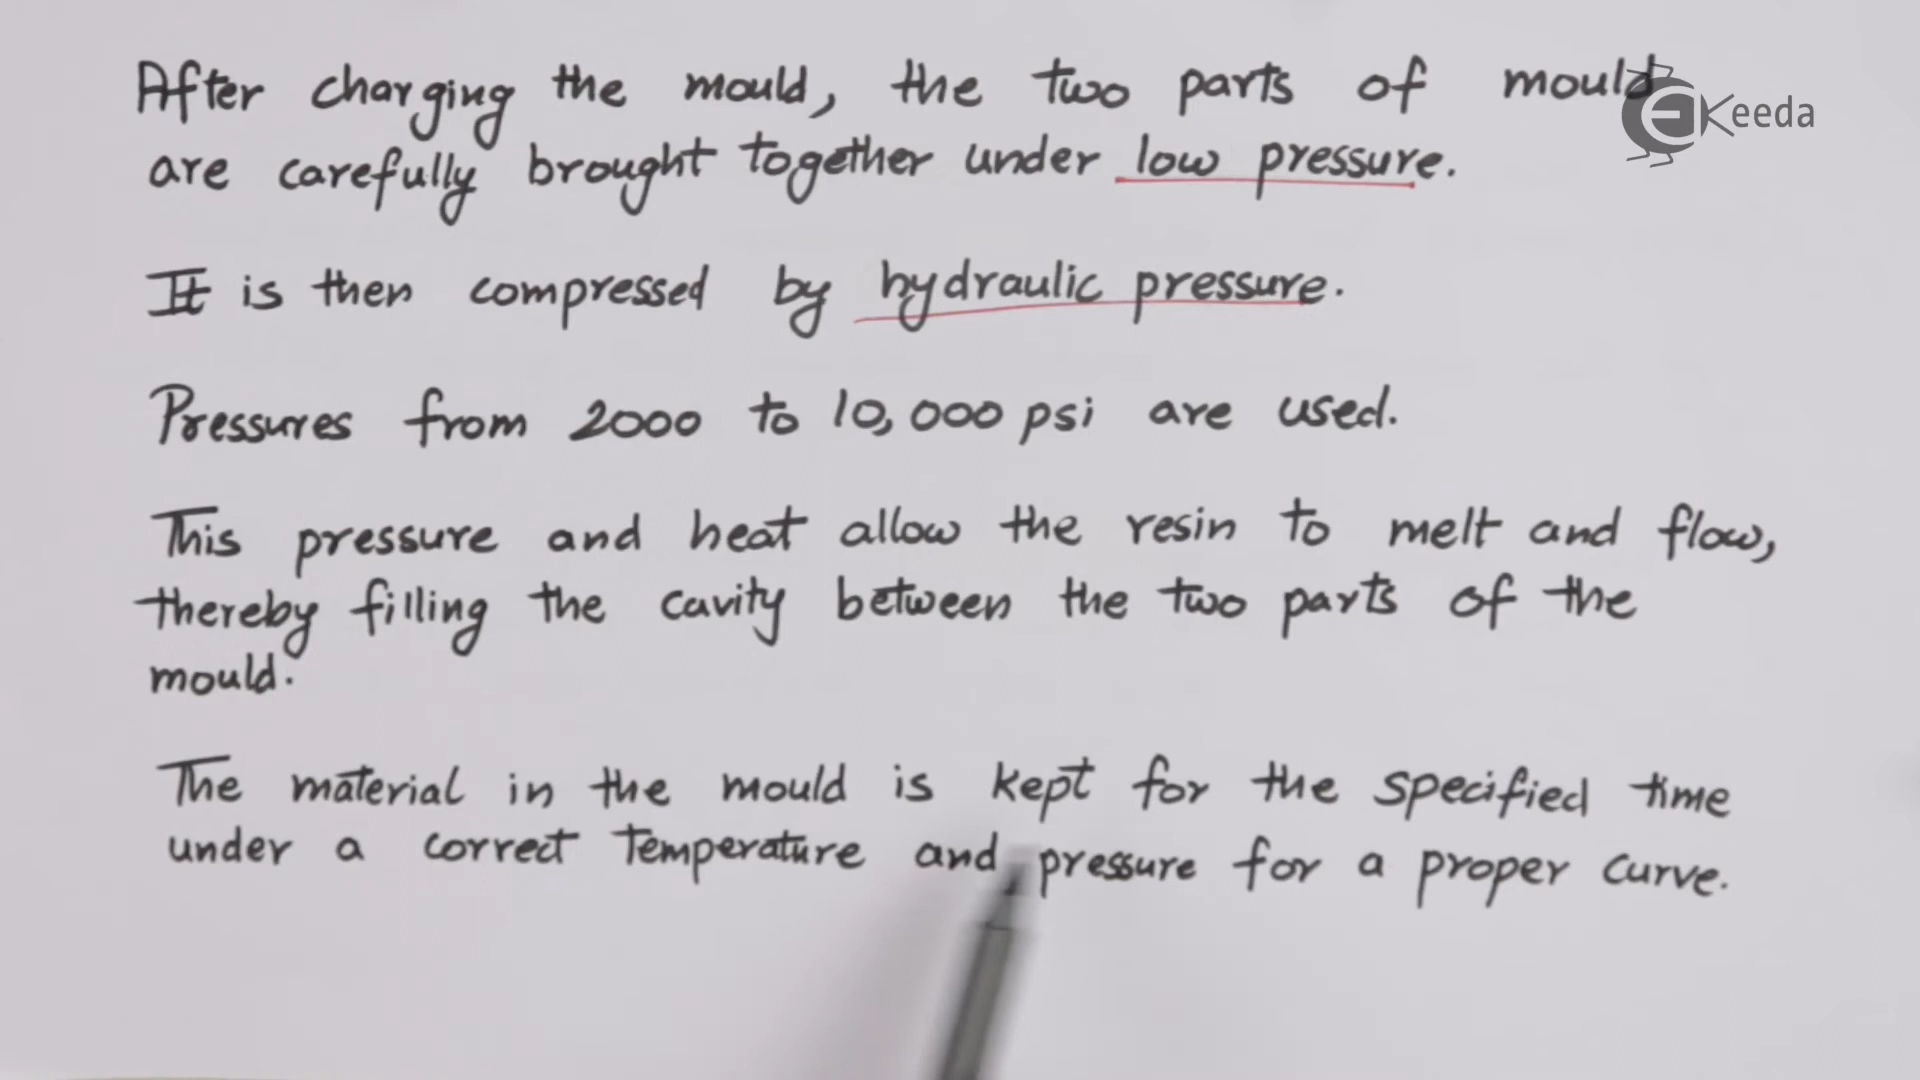 After charging the mould, the two parts of mould
EKeeda
are carefully brought together under low pressure.
It is then compressed by hydraulic pressure.
Pressures from 2000 to 10,000 psi are used.
This pressure and heat allow the resin to melt and flow,
thereby filling the cavity between the two parts of the
mould.
The material in the mould is kept for the specified time
under a correct temperature and pressure for a proper curve.